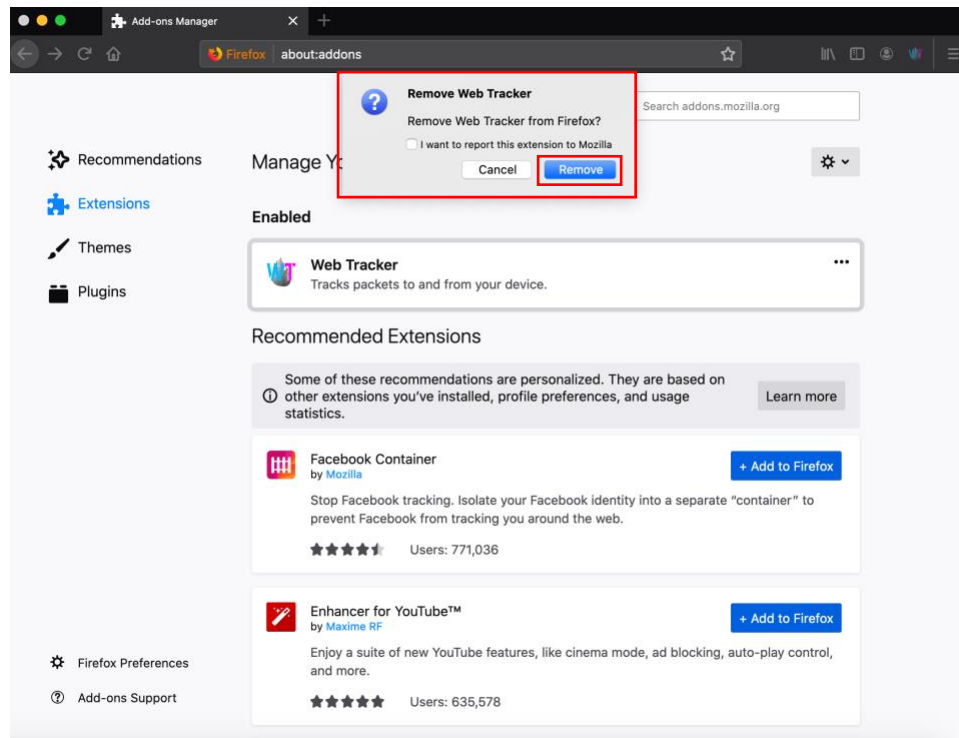 Add-ons Manager
Firefox about:addons
Remove Web Tracker
Remove Web Tracker from Firefox?
I want to report this extension to Mozilla
Cancel Remove
Search addons.mozilla.org
Recommendations
Extensions
Themes
Plugins
Manage Yo
Enabled
Web Tracker
Tracks packets to and from your device.
Recommended Extensions
Some of these recommendations are personalized. They are based on
other extensions you've installed, profile preferences, and usage
statistics.
Learn more
Facebook Container
by Mozilla
+ Add to Firefox
Stop Facebook tracking. Isolate your Facebook identity into a separate "container" to
prevent Facebook from tracking you around the web.
Users: 771,036
Enhancer for YouTube™
by Maxime RF
+ Add to Firefox
Enjoy a suite of new YouTube features, like cinema mode, ad blocking, auto-play control,
and more.
Users: 635,578
Firefox Preferences
Add-ons Support